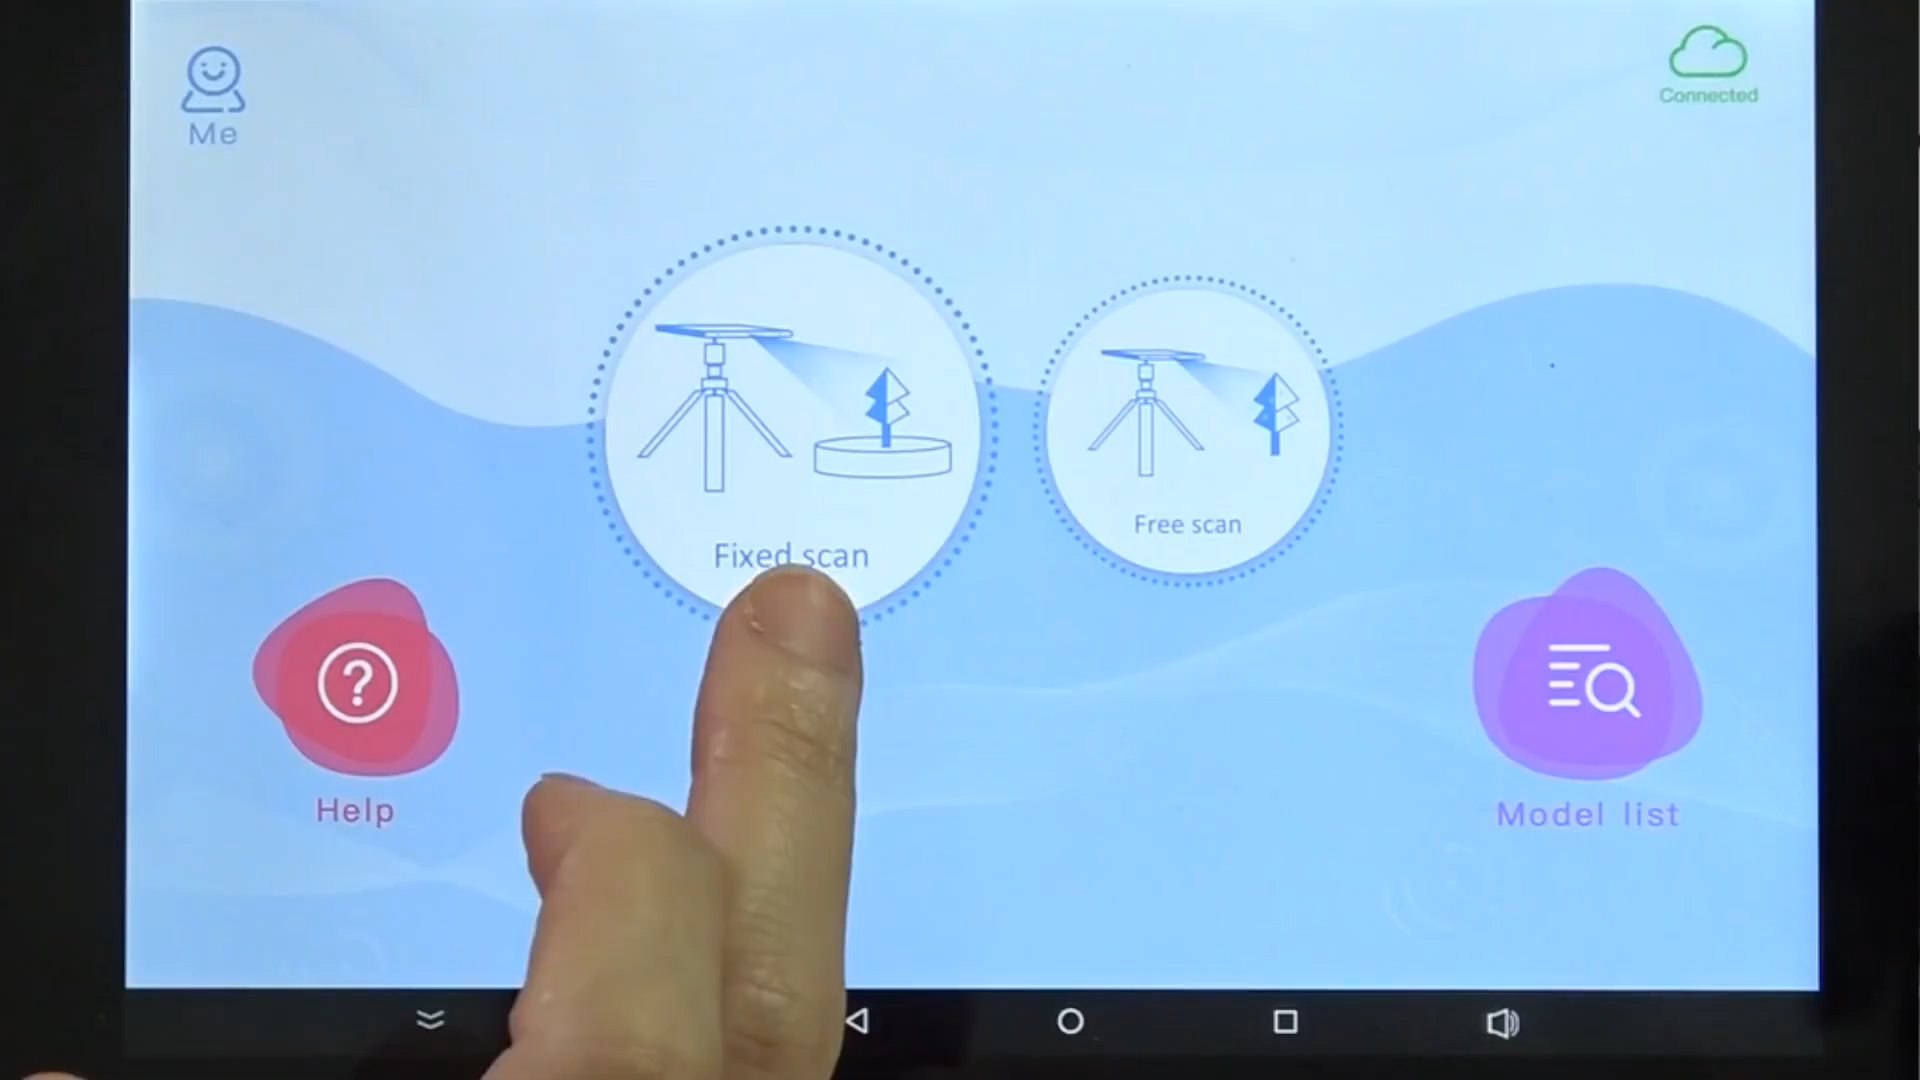 Me
Connected
Fixed scan
Free scan
Help
Model list